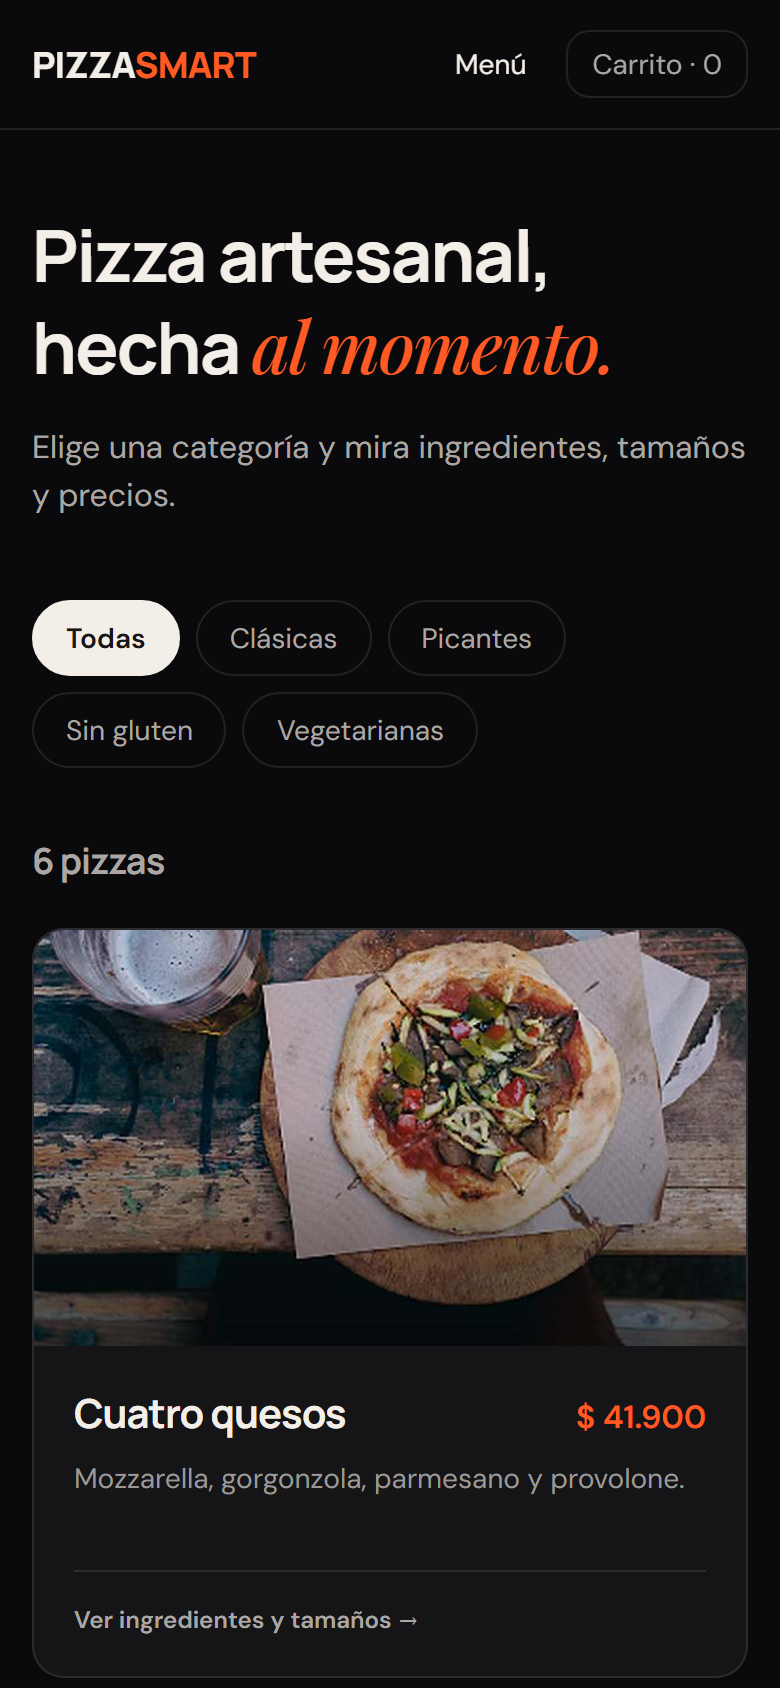 PIZZASMART
Menú
Carrito · 0
Pizza artesanal,
hecha al momento.
Elige una categoría y mira ingredientes, tamaños
y precios.
Todas
Clásicas
Picantes
Sin gluten
Vegetarianas
6 pizzas
Cuatro quesos
$ 41.900
Mozzarella, gorgonzola, parmesano y provolone.
Ver ingredientes y tamaños →